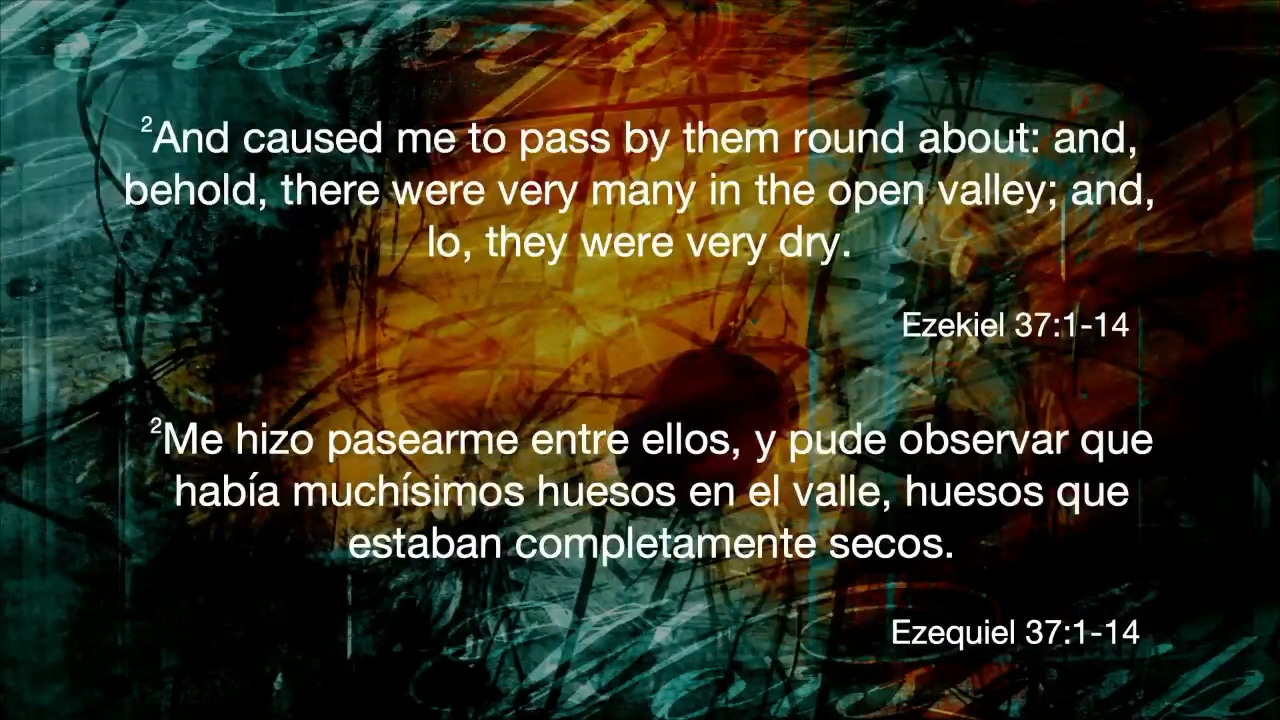 ²And caused me to pass by them round about: and,
behold, there were very many in the open valley; and,
lo, they were very dry.
Ezekiel 37:1-14
²Me hizo pasearme entre ellos, y pude observar que
había muchísimos huesos en el valle, huesos que
estaban completamente secos.
Ezequiel 37:1-14